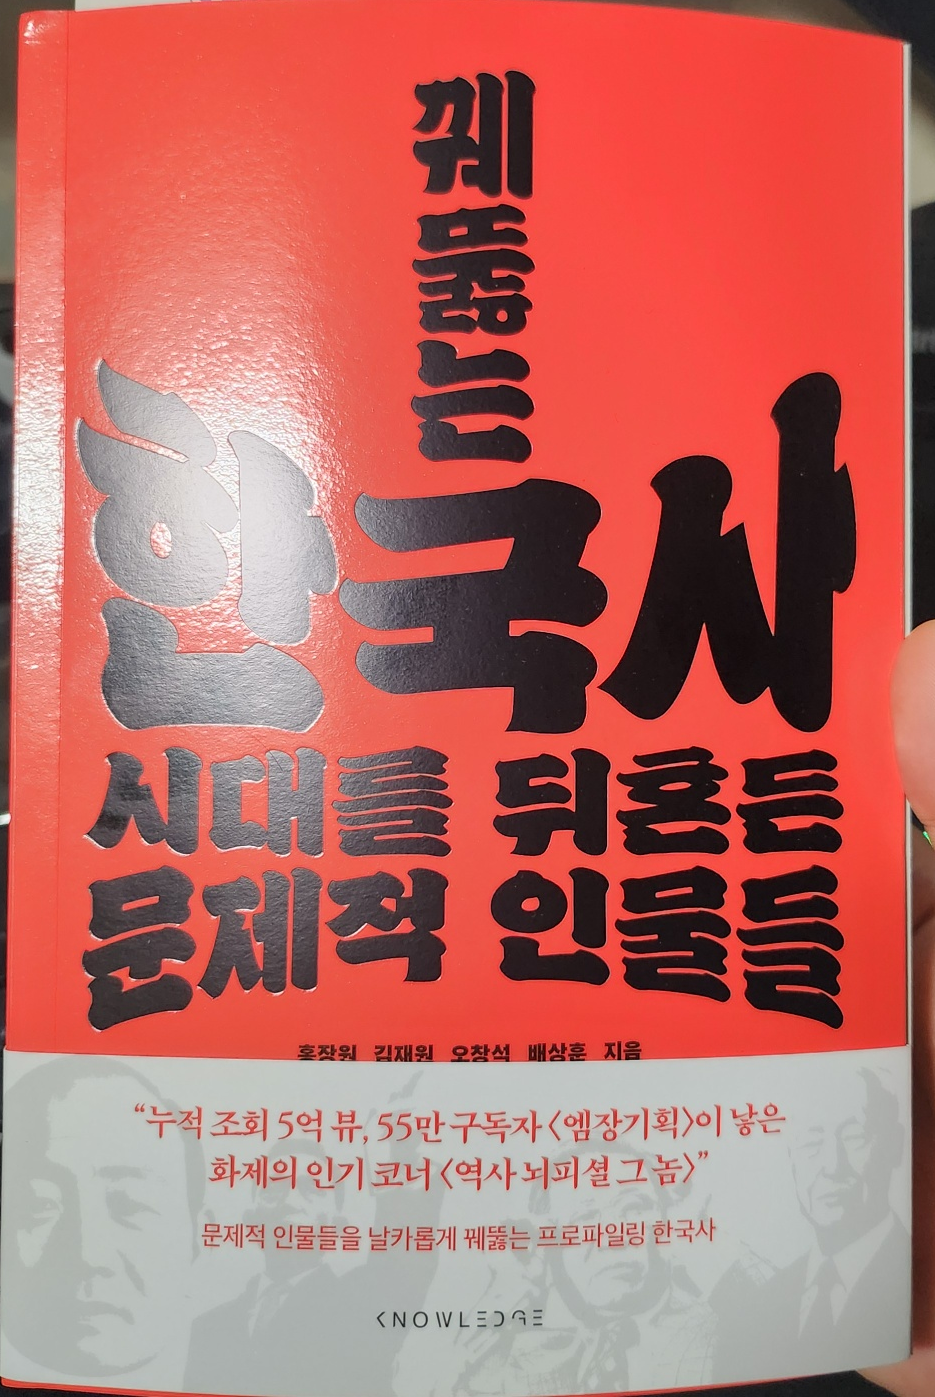 꿰
뚫
는
한국사
시대를 뒤흔든
문제적 인물들
홍장원 김재원 오창석 배상훈 지음
“누적 조회 5억 뷰, 55만 구독자 〈엠장기획〉이 낳은
화제의 인기 코너 〈역사 뇌피셜 그 놈〉”
문제적 인물들을 날카롭게 꿰뚫는 프로파일링 한국사
KNOWLEDGE